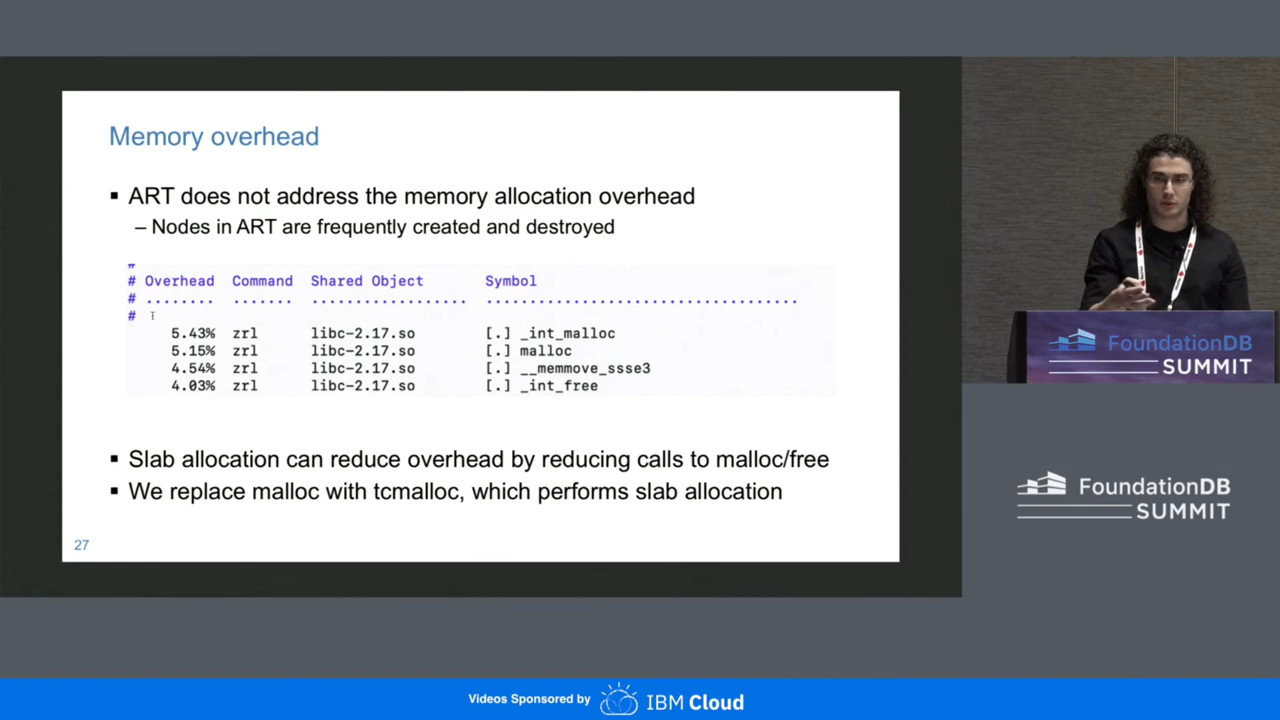 Memory overhead
▪ ART does not address the memory allocation overhead
– Nodes in ART are frequently created and destroyed
# Overhead Command Shared Object Symbol
# ........ ....... .................. ....................................
#
5.43% zrl libc-2.17.so [.] _int_malloc
5.15% zrl libc-2.17.so [.] malloc
4.54% zrl libc-2.17.so [.] __memmove_ssse3
4.03% zrl libc-2.17.so [.] _int_free
▪ Slab allocation can reduce overhead by reducing calls to malloc/free
▪ We replace malloc with tcmalloc, which performs slab allocation
27
FoundationDB
SUMMIT
FoundationDB
SUMMIT
Videos Sponsored by IBM Cloud